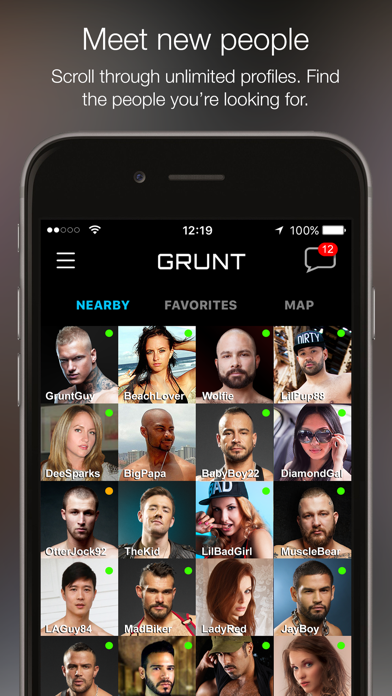 Meet new people
Scroll through unlimited profiles. Find
the people you're looking for.
12:19
100%
GRUNT
12
NEARBY
FAVORITES
MAP
GruntGuy
BeachLover
Wolfie
DIRTY
LilPup88
DeeSparks
BigPapa
BabyBoy22
DiamondGal
OtterJock92
TheKid
BAD
LilBadGirl
MuscleBear
LAGuy84
MadBiker
LadyRed
JayBoy